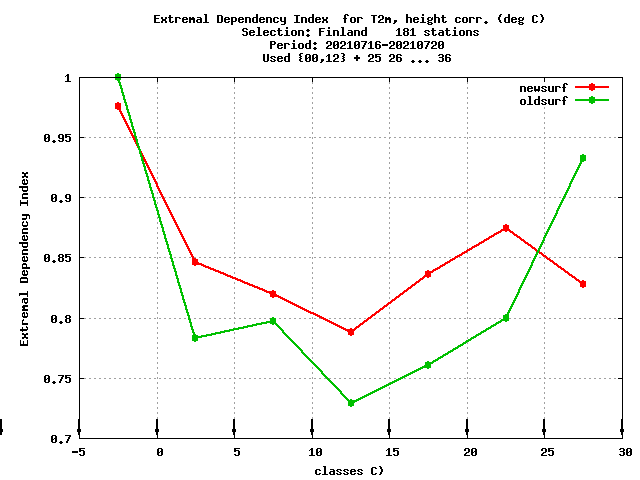 Extremal Dependency Index  for T2m, height corr. (deg C)
Selection: Finland    181 stations
Period: 20210716-20210720
Used {00,12} + 25 26 ... 36
newsurf
oldsurf
Extremal Dependency Index
1
0.95
0.9
0.85
0.8
0.75
0.7
-5 0 5 10 15 20 25 30
classes C)